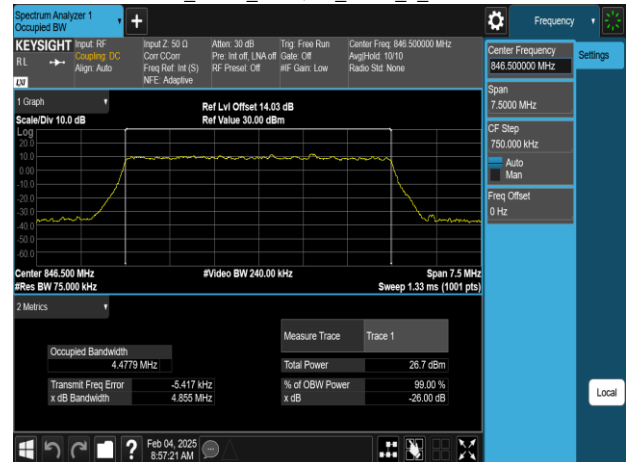 Spectrum Analyzer 1
Occupied BW
Frequency
KEYSIGHT
RL
LXI
Input: RF
Coupling: DC
Align: Auto
Input Z: 50 Ω
Corr CCorr
Freq Ref: Int (S)
NFE: Adaptive
Atten: 30 dB
Pre: Int off, LNA off
RF Presel: Off
Trig: Free Run
Gate: Off
#IF Gain: Low
Center Freq: 846.500000 MHz
Avg|Hold: 10/10
Radio Std: None
Center Frequency
846.500000 MHz
Settings
Span
7.5000 MHz
CF Step
750.000 kHz
Auto
Man
Freq Offset
0 Hz
1 Graph
Scale/Div 10.0 dB
Ref Lvl Offset 14.03 dB
Ref Value 30.00 dBm
Log
20.0
10.0
0.00
-10.0
-20.0
-30.0
-40.0
-50.0
-60.0
Center 846.500 MHz
#Res BW 75.000 kHz
#Video BW 240.00 kHz
Span 7.5 MHz
Sweep 1.33 ms (1001 pts)
2 Metrics
Measure Trace Trace 1
Occupied Bandwidth
4.4779 MHz
Total Power 26.7 dBm
Transmit Freq Error -5.417 kHz
% of OBW Power 99.00 %
x dB Bandwidth 4.855 MHz
x dB -26.00 dB
Local
Feb 04, 2025
8:57:21 AM